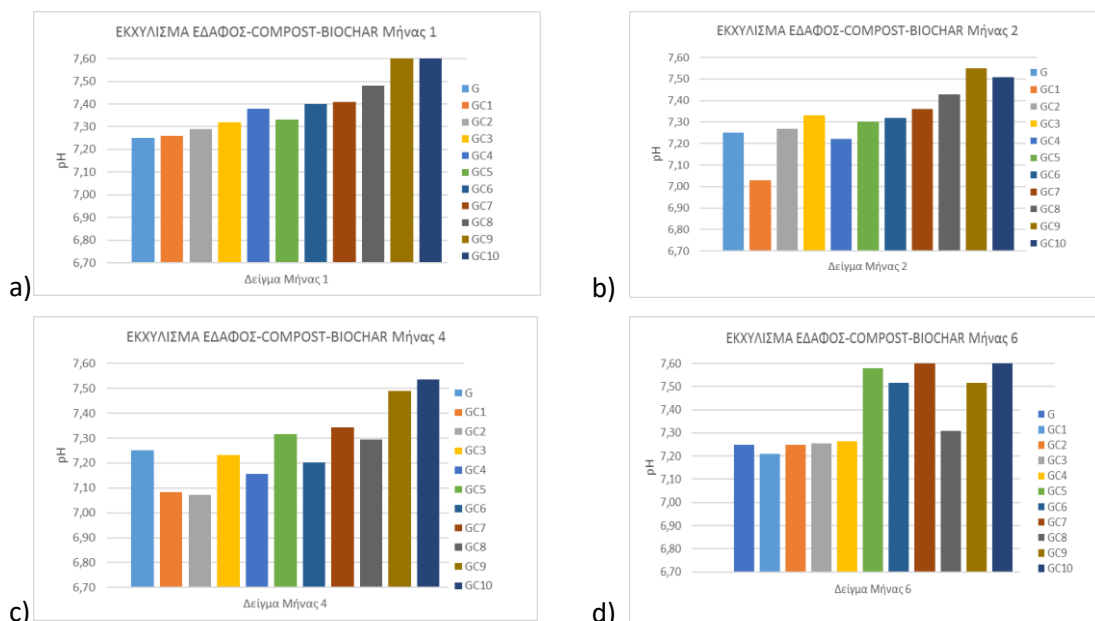 ΕΚΧΥΛΙΣΜΑ ΕΔΑΦΟΣ-COMPOST-BIOCHAR Μήνας 1
7,60
7,50
7,40
7,30
7,20
7,10
7,00
6,90
6,80
6,70
pH
Δείγμα Μήνας 1
G
GC1
GC2
GC3
GC4
GC5
GC6
GC7
GC8
GC9
GC10
a)
ΕΚΧΥΛΙΣΜΑ ΕΔΑΦΟΣ-COMPOST-BIOCHAR Μήνας 2
7,60
7,50
7,40
7,30
7,20
7,10
7,00
6,90
6,80
6,70
pH
Δείγμα Μήνας 2
G
GC1
GC2
GC3
GC4
GC5
GC6
GC7
GC8
GC9
GC10
b)
ΕΚΧΥΛΙΣΜΑ ΕΔΑΦΟΣ-COMPOST-BIOCHAR Μήνας 4
7,60
7,50
7,40
7,30
7,20
7,10
7,00
6,90
6,80
6,70
pH
Δείγμα Μήνας 4
G
GC1
GC2
GC3
GC4
GC5
GC6
GC7
GC8
GC9
GC10
c)
ΕΚΧΥΛΙΣΜΑ ΕΔΑΦΟΣ-COMPOST-BIOCHAR Μήνας 6
7,60
7,50
7,40
7,30
7,20
7,10
7,00
6,90
6,80
6,70
pH
Δείγμα Μήνας 6
G
GC1
GC2
GC3
GC4
GC5
GC6
GC7
GC8
GC9
GC10
d)